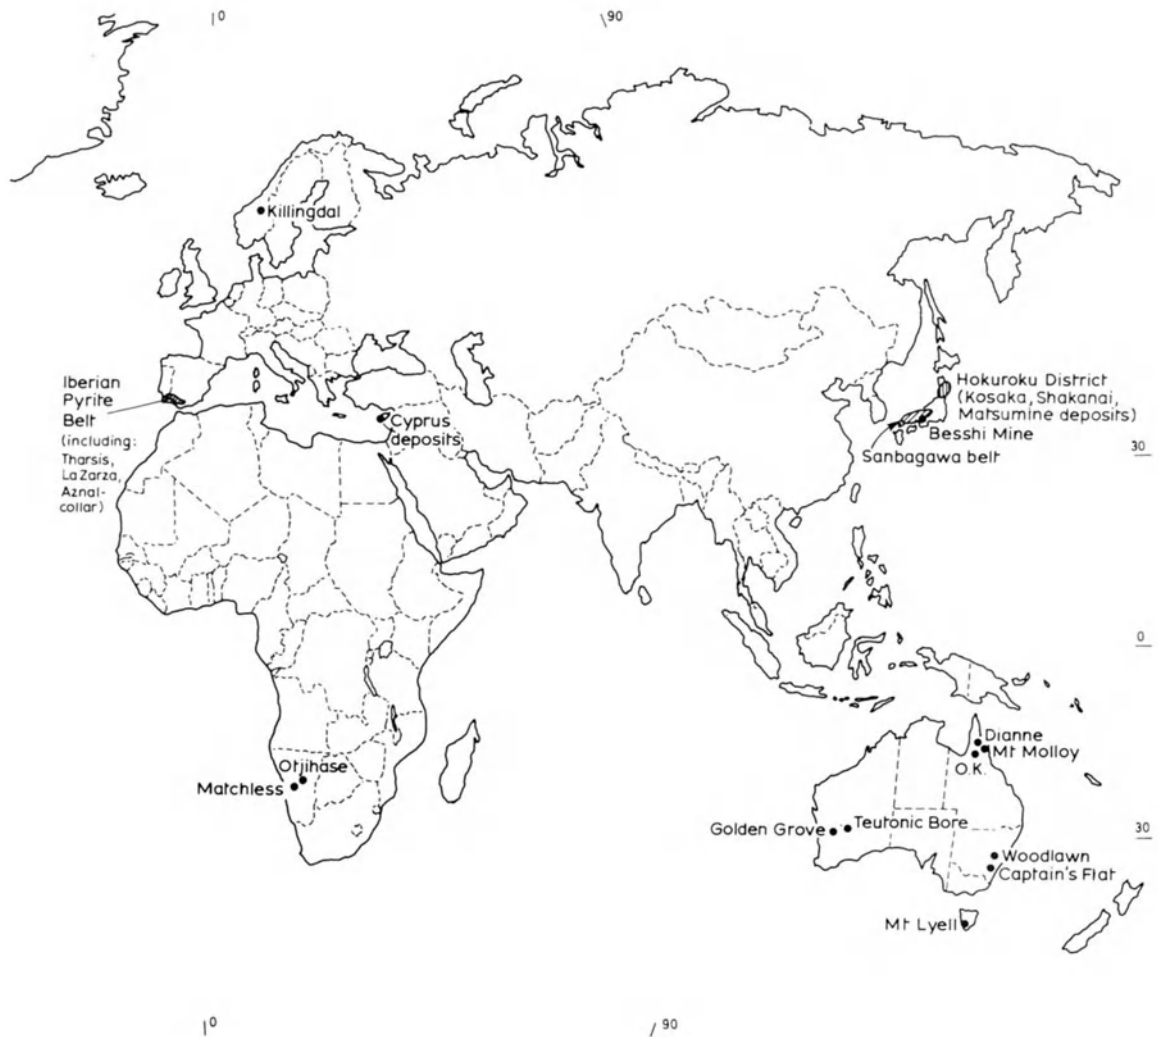 0
90
Killingdal
Iberian
Pyrite
Belt
(including:
Tharsis,
La Zarza,
Aznal-
collar)
Cyprus
deposits
Hokuroku District
(Kosaka, Shakanai,
Matsumine deposits)
Besshi Mine
Sanbagawa belt
30
0
Dianne
Mt Molloy
O.K.
Otjihase
Matchless
Golden Grove
Teutonic Bore
30
Woodlawn
Captain's Flat
Mt Lyell
0
90